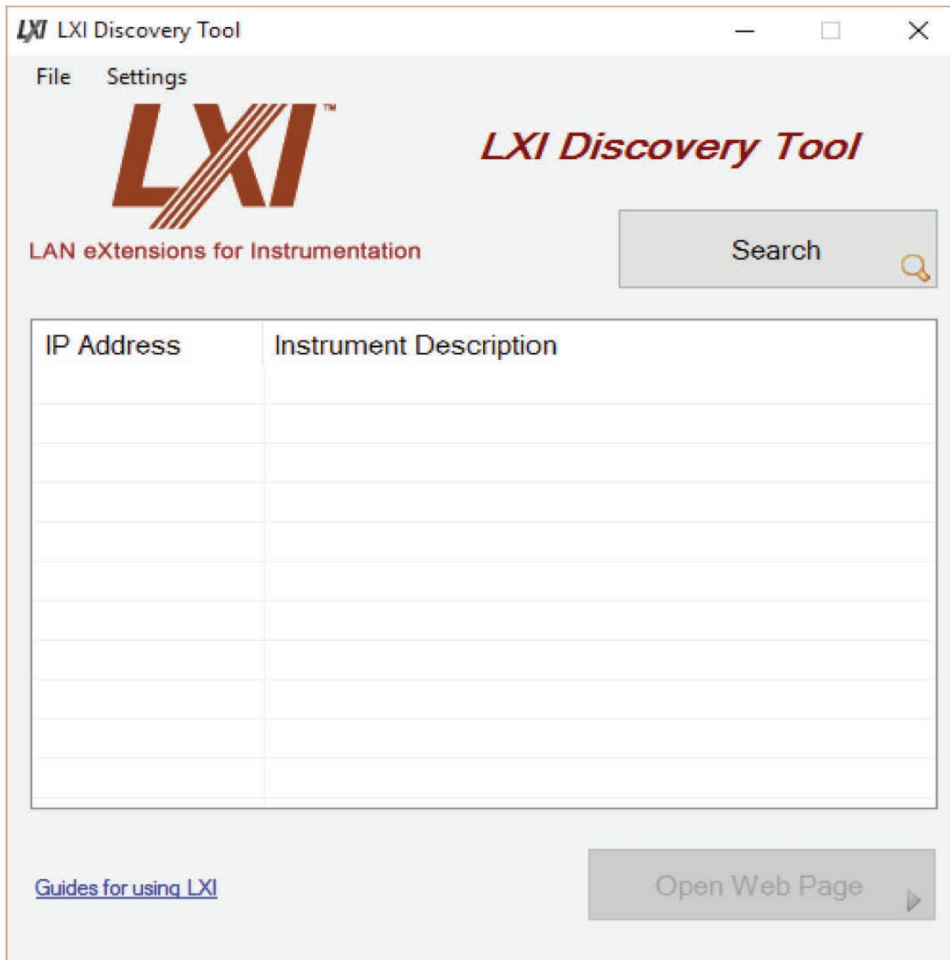 LXI LXI Discovery Tool
File Settings
LXI™
LXI Discovery Tool
LAN eXtensions for Instrumentation
Search
IP Address Instrument Description
Guides for using LXI
Open Web Page